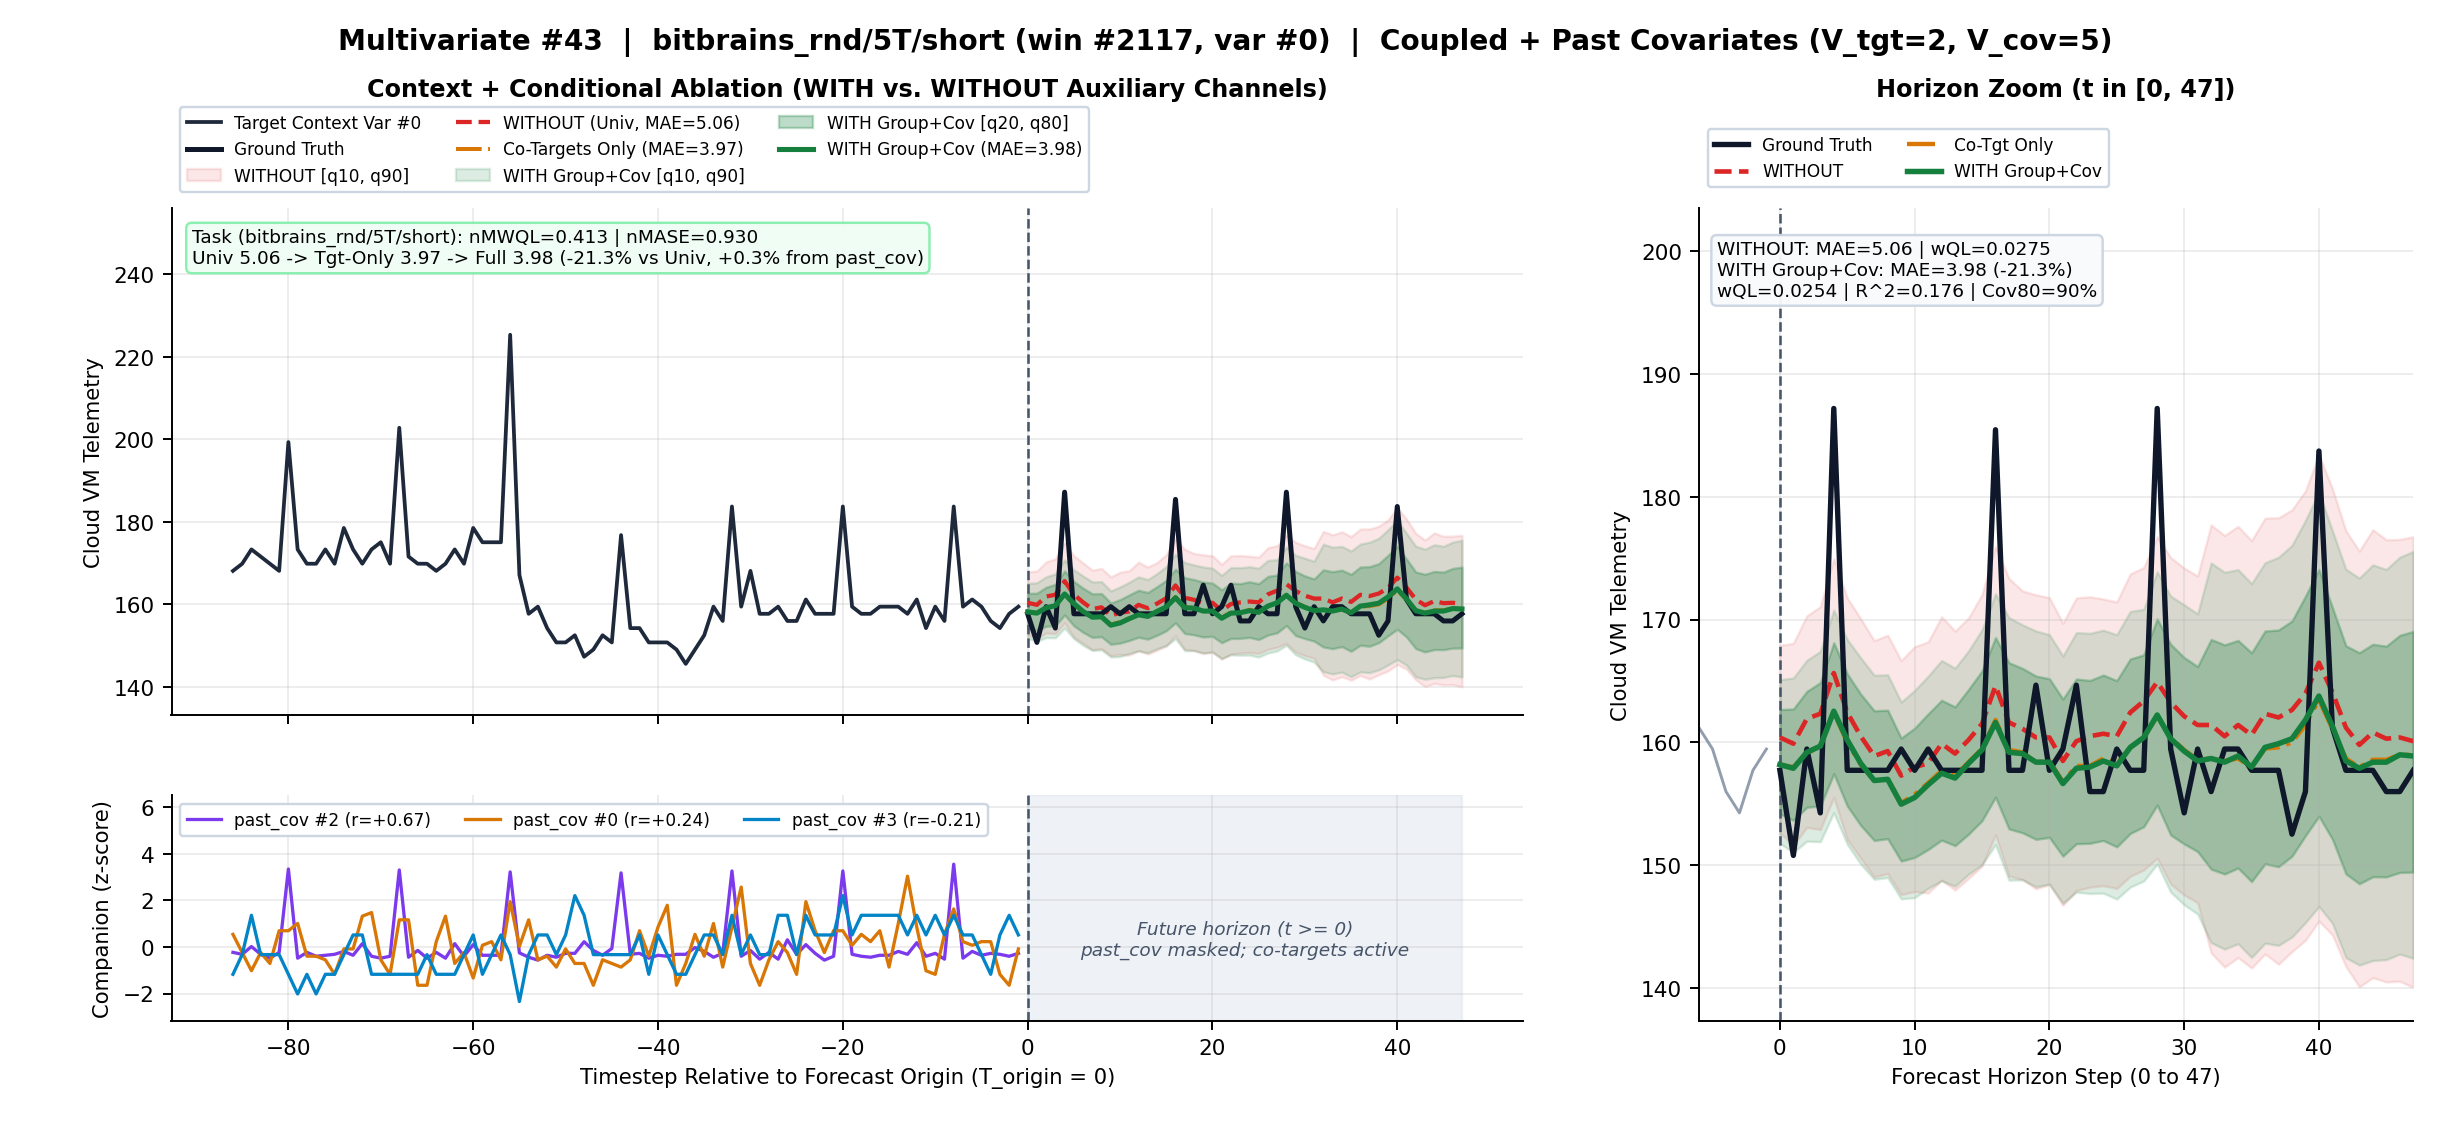 Multivariate #43 | bitbrains_rnd/5T/short (win #2117, var #0) | Coupled + Past Covariates (V_tgt=2, V_cov=5)
Context + Conditional Ablation (WITH vs. WITHOUT Auxiliary Channels)
Target Context Var #0
Ground Truth
WITHOUT [q10, q90]
WITHOUT (Univ, MAE=5.06)
Co-Targets Only (MAE=3.97)
WITH Group+Cov [q10, q90]
WITH Group+Cov [q20, q80]
WITH Group+Cov (MAE=3.98)
Task (bitbrains_rnd/5T/short): nMWQL=0.413 | nMASE=0.930
Univ 5.06 -> Tgt-Only 3.97 -> Full 3.98 (-21.3% vs Univ, +0.3% from past_cov)
Cloud VM Telemetry
240
220
200
180
160
140
past_cov #2 (r=+0.67)
past_cov #0 (r=+0.24)
past_cov #3 (r=-0.21)
Future horizon (t >= 0)
past_cov masked; co-targets active
Companion (z-score)
6
4
2
0
−2
−80
−60
−40
−20
0
20
40
Timestep Relative to Forecast Origin (T_origin = 0)
Horizon Zoom (t in [0, 47])
Ground Truth
WITHOUT
Co-Tgt Only
WITH Group+Cov
WITHOUT: MAE=5.06 | wQL=0.0275
WITH Group+Cov: MAE=3.98 (-21.3%)
wQL=0.0254 | R^2=0.176 | Cov80=90%
Cloud VM Telemetry
200
190
180
170
160
150
140
0
10
20
30
40
Forecast Horizon Step (0 to 47)